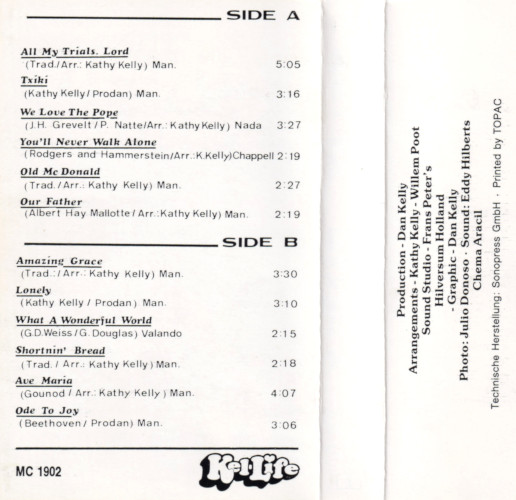 SIDE A
All My Trials. Lord
(Trad./Arr.: Kathy Kelly) Man. 5:05
Txiki
(Kathy Kelly/Prodan) Man. 3:16
We Love The Pope
(J.H. Grevelt/P. Natte/Arr.: Kathy Kelly) Nada 3:27
You'll Never Walk Alone
(Rodgers and Hammerstein/Arr.:K.Kelly)Chappell 2:19
Old Mc Donald
(Trad./Arr.: Kathy Kelly) Man. 2:27
Our Father
(Albert Hay Mallotte/Arr.:Kathy Kelly) Man. 2:19
SIDE B
Amazing Grace
(Trad.:/Arr.: Kathy Kelly) Man. 3:30
Lonely
(Kathy Kelly / Prodan) Man. 3:10
What A Wonderful World
(G.D.Weiss/G. Douglas) Valando 2:15
Shortnin' Bread
(Trad./ Arr.: Kathy Kelly) Man. 2:18
Ave Maria
(Gounod / Arr.: Kathy Kelly) Man. 4:07
Ode To Joy
(Beethoven/ Prodan) Man. 3:06
MC 1902
Kel-Life
Production - Dan Kelly
Arrangements - Kathy Kelly - Willem Poot
Sound Studio - Frans Peter's
Hilversum Holland
- Graphic - Dan Kelly
Photo: Julio Donoso - Sound: Eddy Hilberts
Chema Aracil
Technische Herstellung: Sonopress GmbH - Printed by TOPAC